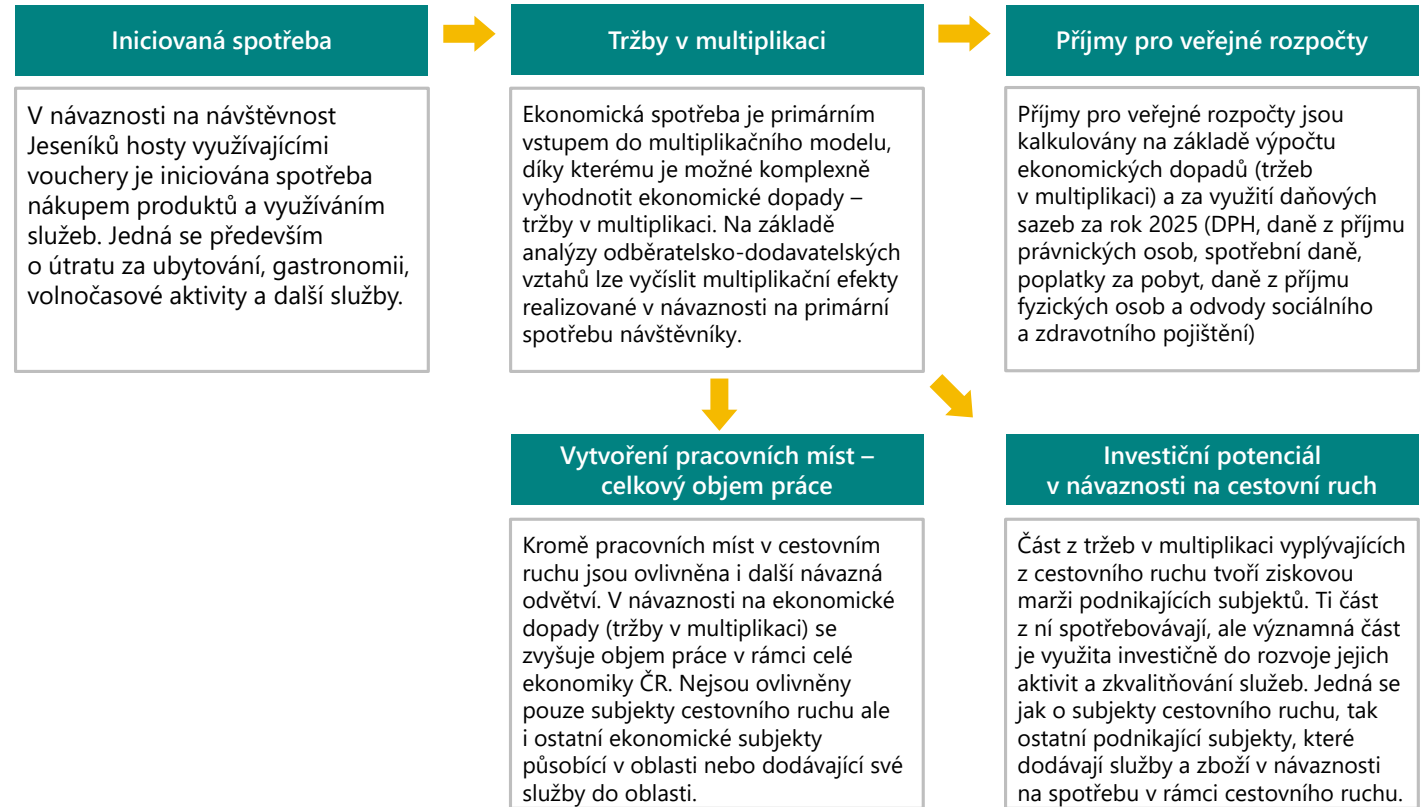 Iniciovaná spotřeba
V návaznosti na návštěvnost
Jeseníků hosty využívajícími
vouchery je iniciována spotřeba
nákupem produktů a využíváním
služeb. Jedná se především
o útratu za ubytování, gastronomii,
volnočasové aktivity a další služby.
Tržby v multiplikaci
Ekonomická spotřeba je primárním
vstupem do multiplikačního modelu,
díky kterému je možné komplexně
vyhodnotit ekonomické dopady –
tržby v multiplikaci. Na základě
analýzy odběratelsko-dodavatelských
vztahů lze vyčíslit multiplikační efekty
realizované v návaznosti na primární
spotřebu návštěvníky.
Příjmy pro veřejné rozpočty
Příjmy pro veřejné rozpočty jsou
kalkulovány na základě výpočtu
ekonomických dopadů (tržeb
v multiplikaci) a za využití daňových
sazeb za rok 2025 (DPH, daně z příjmu
právnických osob, spotřební daně,
poplatky za pobyt, daně z příjmu
fyzických osob a odvody sociálního
a zdravotního pojištění)
Vytvoření pracovních míst –
celkový objem práce
Kromě pracovních míst v cestovním
ruchu jsou ovlivněna i další návazná
odvětví. V návaznosti na ekonomické
dopady (tržby v multiplikaci) se
zvyšuje objem práce v rámci celé
ekonomiky ČR. Nejsou ovlivněny
pouze subjekty cestovního ruchu ale
i ostatní ekonomické subjekty
působící v oblasti nebo dodávající své
služby do oblasti.
Investiční potenciál
v návaznosti na cestovní ruch
Část z tržeb v multiplikaci vyplývajících
z cestovního ruchu tvoří ziskovou
marži podnikajících subjektů. Ti část
z ní spotřebovávají, ale významná část
je využita investičně do rozvoje jejich
aktivit a zkvalitňování služeb. Jedná se
jak o subjekty cestovního ruchu, tak
ostatní podnikající subjekty, které
dodávají služby a zboží v návaznosti
na spotřebu v rámci cestovního ruchu.